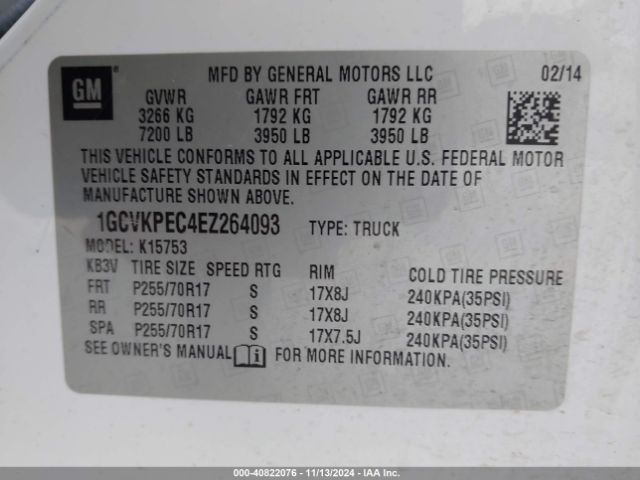 GM ® MFD BY GENERAL MOTORS LLC 02/14
GVWR GAWR FRT GAWR RR
3266 KG 1792 KG 1792 KG
7200 LB 3950 LB 3950 LB
THIS VEHICLE CONFORMS TO ALL APPLICABLE U.S. FEDERAL MOTOR
VEHICLE SAFETY STANDARDS IN EFFECT ON THE DATE OF
MANUFACTURE SHOWN ABOVE.
1GCVKPEC4EZ264093 TYPE: TRUCK
MODEL: K15753
KB3V TIRE SIZE SPEED RTG RIM COLD TIRE PRESSURE
FRT P255/70R17 S 17X8J 240KPA(35PSI)
RR P255/70R17 S 17X8J 240KPA(35PSI)
SPA P255/70R17 S 17X7.5J 240KPA(35PSI)
SEE OWNER'S MANUAL FOR MORE INFORMATION.
000-40822076 - 11/13/2024 - IAAI.com